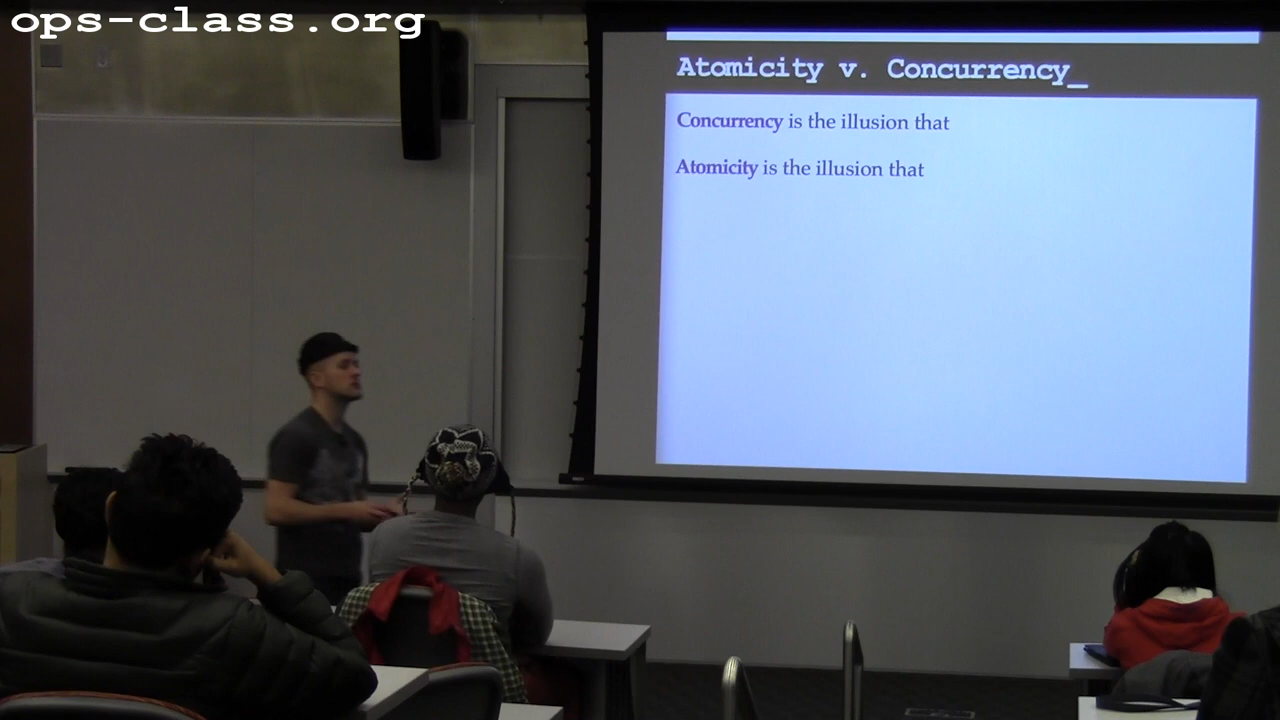 ops-class.org
Atomicity v. Concurrency_
Concurrency is the illusion that
Atomicity is the illusion that